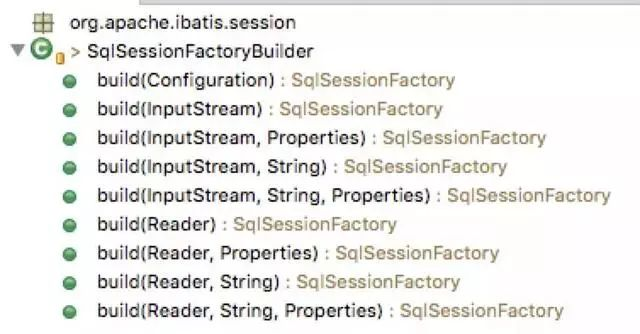 org.apache.ibatis.session
> SqlSessionFactoryBuilder
build(Configuration) : SqlSessionFactory
build(InputStream) : SqlSessionFactory
build(InputStream, Properties) : SqlSessionFactory
build(InputStream, String) : SqlSessionFactory
build(InputStream, String, Properties) : SqlSessionFactory
build(Reader) : SqlSessionFactory
build(Reader, Properties) : SqlSessionFactory
build(Reader, String) : SqlSessionFactory
build(Reader, String, Properties) : SqlSessionFactory